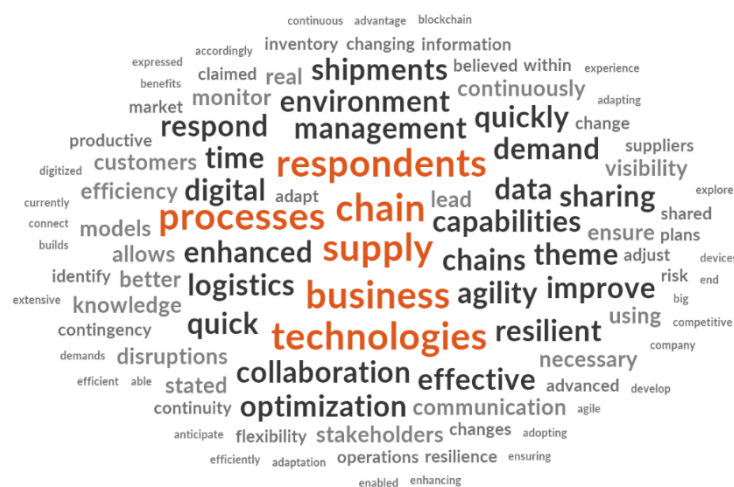 continuous advantage blockchain
accordingly inventory changing information
expressed claimed real shipments believed within experience
benefits monitor environment continuously adapting
market respond management quickly change
productive customers time respondents demand suppliers visibility
digitized efficiency digital adapt lead data sharing explore
currently processes chain capabilities shared
connect models supply ensure plans
builds allows enhanced chains theme adjust devices
identify better logistics business agility improve risk end
extensive knowledge big
contingency quick technologies resilient using competitive
demands disruptions necessary company
efficient able stated collaboration effective advanced develop
continuity optimization communication agile
anticipate flexibility stakeholders changes adopting
efficiently adaptation operations resilience ensuring
enabled enhancing